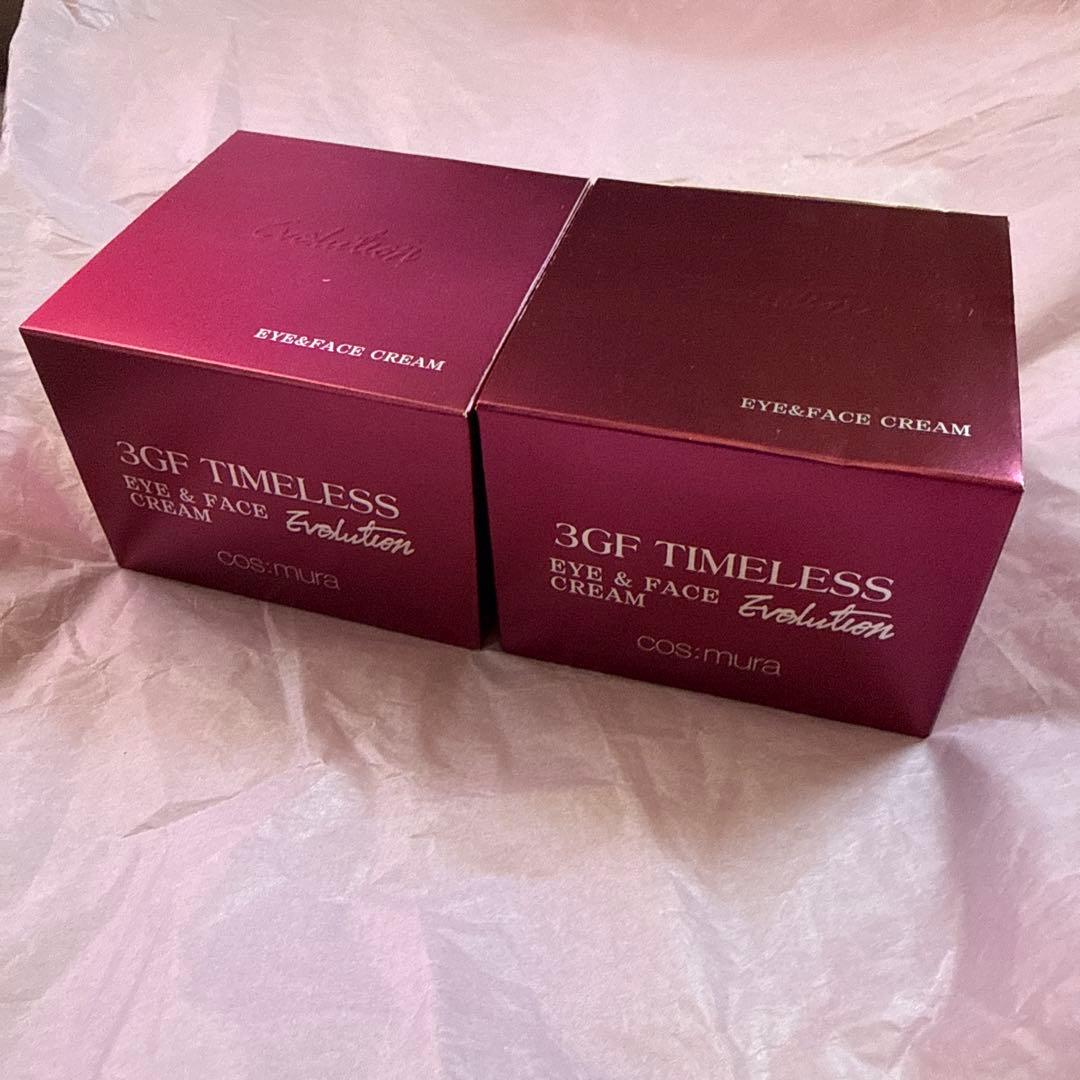 Evolution
EYE&FACE CREAM
3GF TIMELESS
EYE & FACE
CREAM Evolution
cos:mura
EYE&FACE CREAM
3GF TIMELESS
EYE & FACE
CREAM Evolution
cos:mura